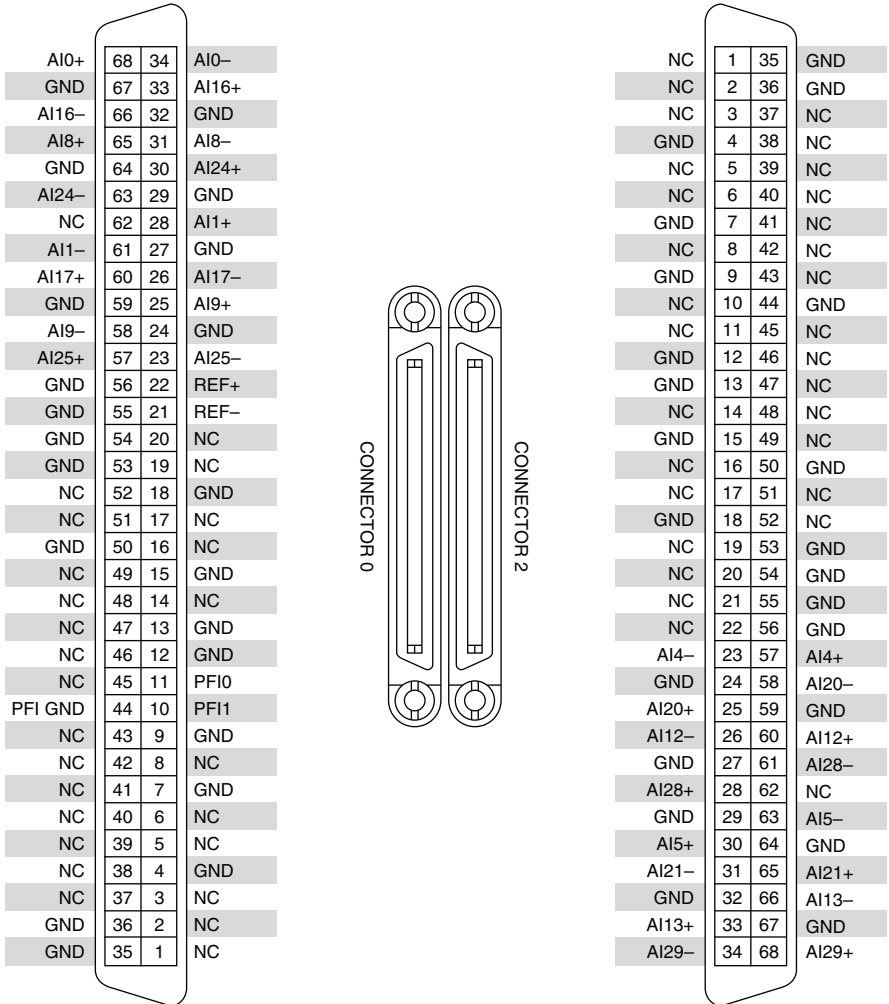 AI0+ 68 34 AI0–
GND 67 33 AI16+
AI16– 66 32 GND
AI8+ 65 31 AI8–
GND 64 30 AI24+
AI24– 63 29 GND
NC 62 28 AI1+
AI1– 61 27 GND
AI17+ 60 26 AI17–
GND 59 25 AI9+
AI9– 58 24 GND
AI25+ 57 23 AI25–
GND 56 22 REF+
GND 55 21 REF–
GND 54 20 NC
GND 53 19 NC
NC 52 18 GND
NC 51 17 NC
GND 50 16 NC
NC 49 15 GND
NC 48 14 NC
NC 47 13 GND
NC 46 12 GND
NC 45 11 PFI0
PFI GND 44 10 PFI1
NC 43 9 GND
NC 42 8 NC
NC 41 7 GND
NC 40 6 NC
NC 39 5 NC
NC 38 4 GND
NC 37 3 NC
GND 36 2 NC
GND 35 1 NC
CONNECTOR 0
CONNECTOR 2
NC 1 35 GND
NC 2 36 GND
NC 3 37 NC
GND 4 38 NC
NC 5 39 NC
NC 6 40 NC
GND 7 41 NC
NC 8 42 NC
GND 9 43 NC
NC 10 44 GND
NC 11 45 NC
GND 12 46 NC
GND 13 47 NC
NC 14 48 NC
GND 15 49 NC
NC 16 50 GND
NC 17 51 NC
GND 18 52 NC
NC 19 53 GND
NC 20 54 GND
NC 21 55 GND
NC 22 56 GND
AI4– 23 57 AI4+
GND 24 58 AI20–
AI20+ 25 59 GND
AI12– 26 60 AI12+
GND 27 61 AI28–
AI28+ 28 62 NC
GND 29 63 AI5–
AI5+ 30 64 GND
AI21– 31 65 AI21+
GND 32 66 AI13–
AI13+ 33 67 GND
AI29– 34 68 AI29+